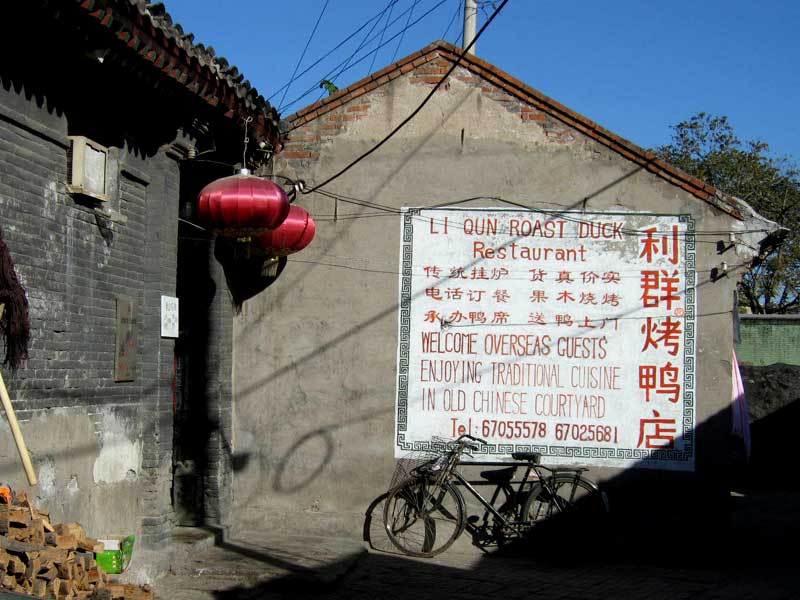 LI QUN ROAST DUCK
Restaurant
传统挂炉 货真价实
电话订餐 果木烧烤
承办鸭席 送鸭上门
WELCOME OVERSEAS GUESTS
ENJOYING TRADITIONAL CUISINE
IN OLD CHINESE COURTYARD
Tel: 67055578 67025681
利群烤鸭店